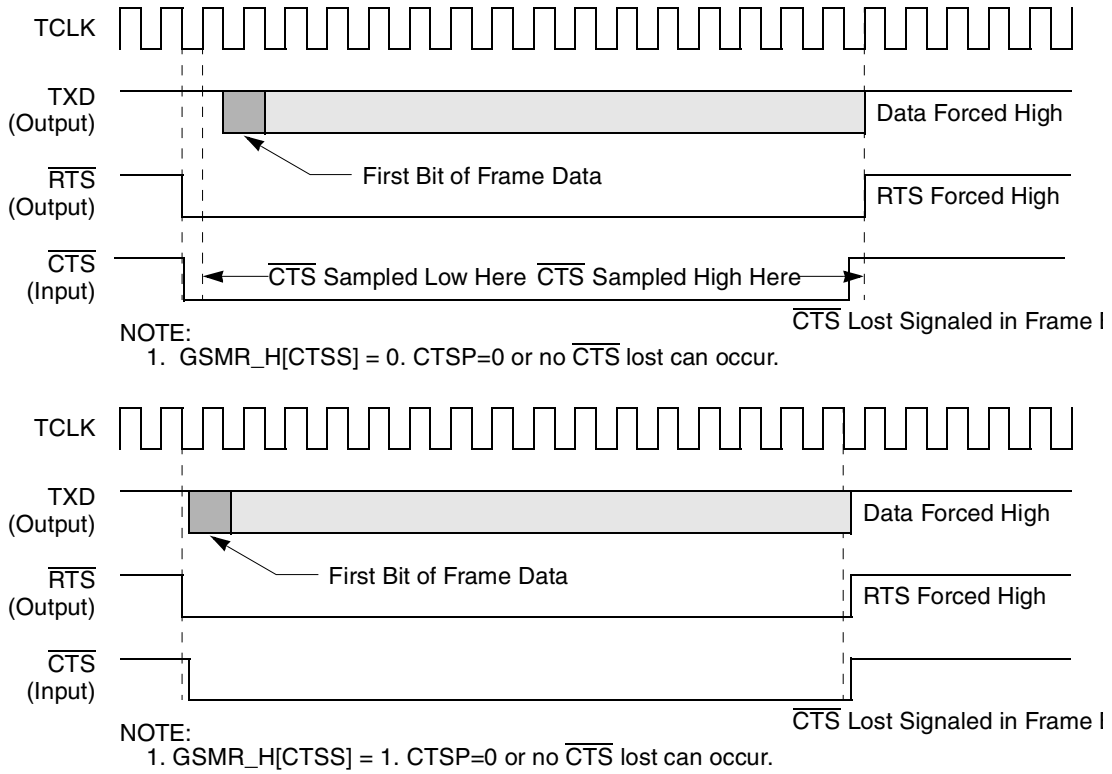 TCLK
TXD
(Output)
Data Forced High
First Bit of Frame Data
RTS
(Output)
RTS Forced High
CTS
(Input)
CTS Sampled Low Here CTS Sampled High Here
CTS Lost Signaled in Frame
NOTE:
1. GSMR_H[CTSS] = 0. CTSP=0 or no CTS lost can occur.
TCLK
TXD
(Output)
Data Forced High
First Bit of Frame Data
RTS
(Output)
RTS Forced High
CTS
(Input)
CTS Lost Signaled in Frame
NOTE:
1. GSMR_H[CTSS] = 1. CTSP=0 or no CTS lost can occur.